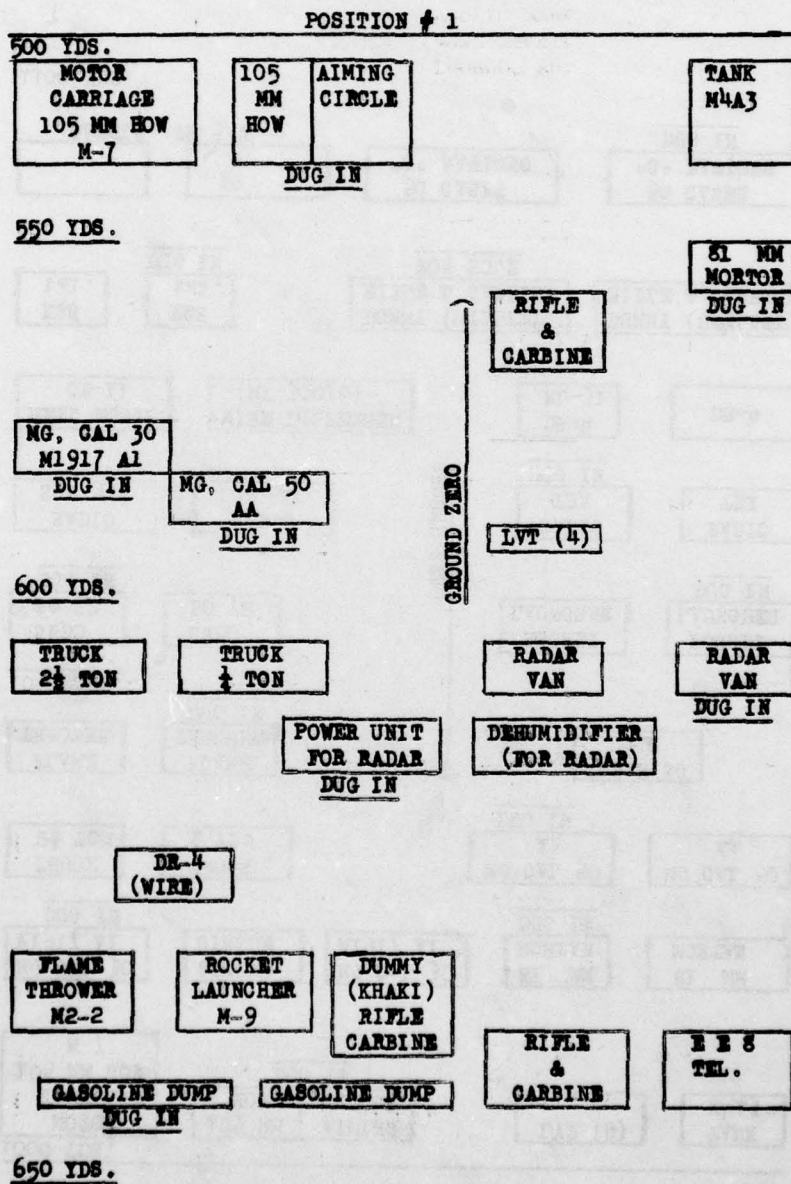 POSITION # 1
500 YDS.
MOTOR
CARRIAGE
105 MM HOW
M-7
105
MM
HOW
AIMING
CIRCLE
DUG IN
TANK
M4A3
550 YDS.
81 MM
MORTOR
DUG IN
RIFLE
&
CARBINE
MG, CAL 30
M1917 A1
DUG IN
MG, CAL 50
AA
DUG IN
GROUND ZERO
LVT (4)
600 YDS.
TRUCK
2½ TON
TRUCK
¼ TON
RADAR
VAN
RADAR
VAN
DUG IN
POWER UNIT
FOR RADAR
DUG IN
DEHUMIDIFIER
(FOR RADAR)
DR-4
(WIRE)
FLAME
THROWER
M2-2
ROCKET
LAUNCHER
M-9
DUMMY
(KHAKI)
RIFLE
CARBINE
RIFLE
&
CARBINE
E E 8
TEL.
GASOLINE DUMP
DUG IN
GASOLINE DUMP
650 YDS.